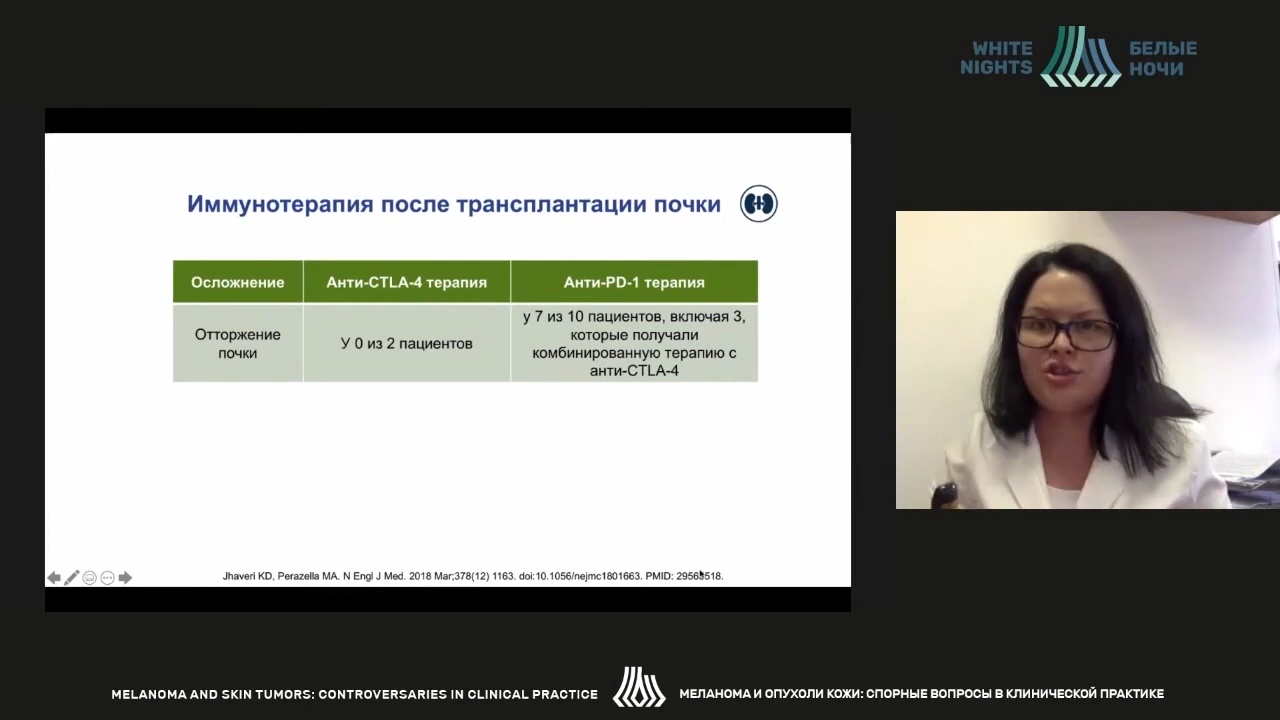 WHITE
NIGHTS
БЕЛЫЕ
НОЧИ
Иммунотерапия после трансплантации почки
Осложнение
Анти-CTLA-4 терапия
Анти-PD-1 терапия
Отторжение
почки
У 0 из 2 пациентов
у 7 из 10 пациентов, включая 3,
которые получали
комбинированную терапию с
анти-CTLA-4
Jhaveri KD, Perazella MA. N Engl J Med. 2018 Mar;378(12) 1163. doi:10.1056/nejmc1801663. PMID:
MELANOMA AND SKIN TUMORS: CONTROVERSARIES IN CLINICAL PRACTICE
МЕЛАНОМА И ОПУХОЛИ КОЖИ: СПОРНЫЕ ВОПРОСЫ В КЛИНИЧЕСКОЙ ПРАКТИКЕ